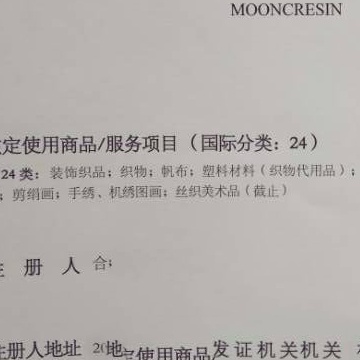 MOONCRESIN
定使用商品/服务项目（国际分类：24）
24类：装饰织品；织物；帆布；塑料材料（织物代用品）；
；剪绢画；手绣、机绣图画；丝织美术品（截止）
注 册 人 合；
注册人地址 20地定使用商品发证机关机关